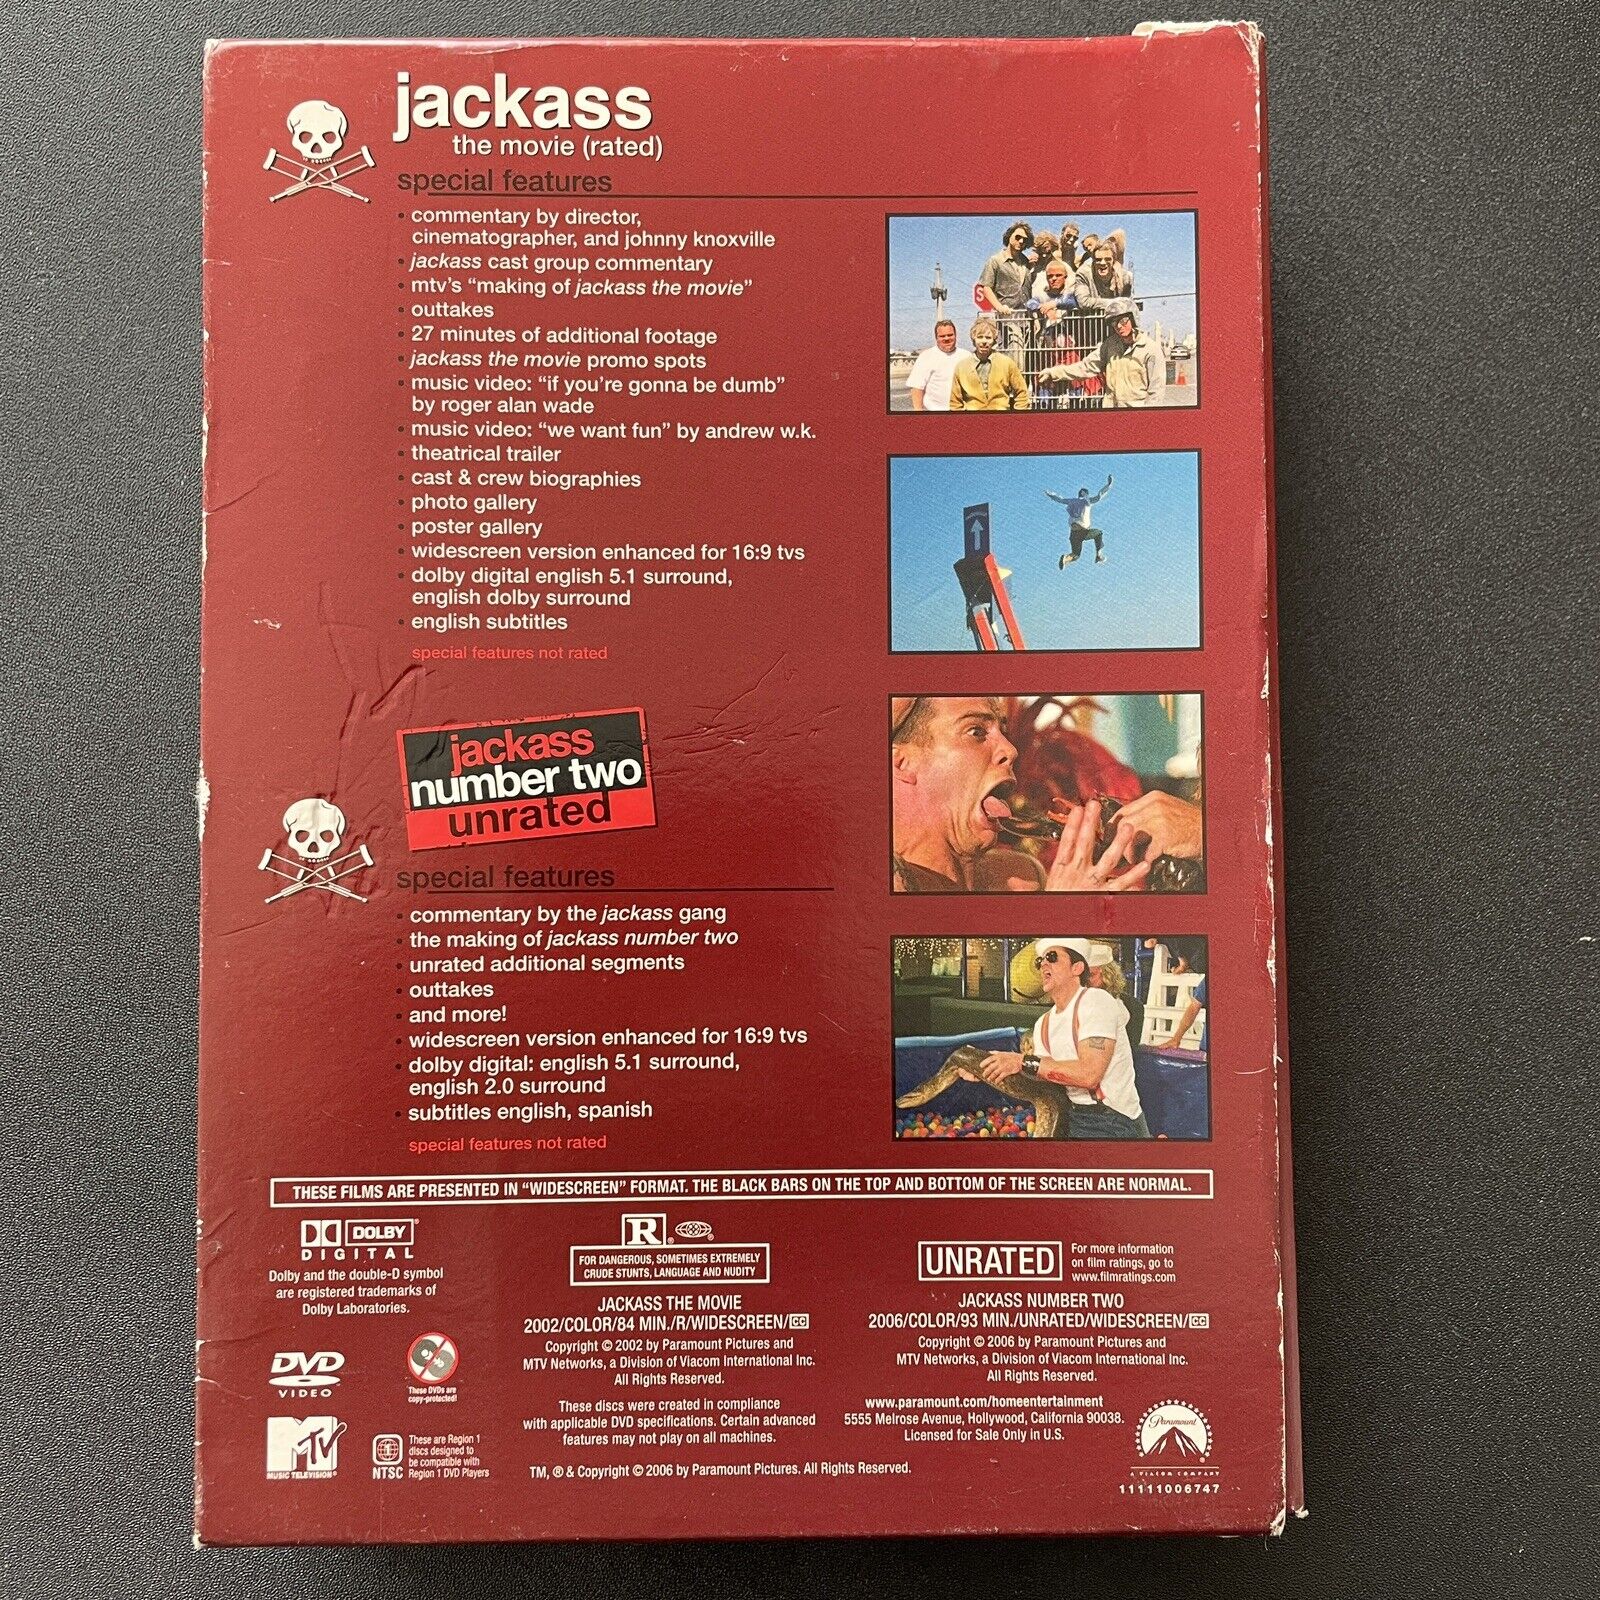 jackass
the movie (rated)
special features
• commentary by director,
cinematographer, and johnny knoxville
• jackass cast group commentary
• mtv's “making of jackass the movie”
• outtakes
• 27 minutes of additional footage
• jackass the movie promo spots
• music video: “if you're gonna be dumb”
by roger alan wade
• music video: “we want fun” by andrew w.k.
• theatrical trailer
• cast & crew biographies
• photo gallery
• poster gallery
• widescreen version enhanced for 16:9 tvs
• dolby digital english 5.1 surround,
english dolby surround
• english subtitles
special features not rated
jackass
number two
unrated
special features
• commentary by the jackass gang
• the making of jackass number two
• unrated additional segments
• outtakes
• and more!
• widescreen version enhanced for 16:9 tvs
• dolby digital: english 5.1 surround,
english 2.0 surround
• subtitles english, spanish
special features not rated
THESE FILMS ARE PRESENTED IN “WIDESCREEN” FORMAT. THE BLACK BARS ON THE TOP AND BOTTOM OF THE SCREEN ARE NORMAL.
DOLBY
DIGITAL
Dolby and the double-D symbol
are registered trademarks of
Dolby Laboratories.
R
FOR DANGEROUS, SOMETIMES EXTREMELY
CRUDE STUNTS, LANGUAGE AND NUDITY
UNRATED
For more information
on film ratings, go to
www.filmratings.com
JACKASS THE MOVIE
2002/COLOR/84 MIN./R/WIDESCREEN/CC
Copyright © 2002 by Paramount Pictures and
MTV Networks, a Division of Viacom International Inc.
All Rights Reserved.
JACKASS NUMBER TWO
2006/COLOR/93 MIN./UNRATED/WIDESCREEN/CC
Copyright © 2006 by Paramount Pictures and
MTV Networks, a Division of Viacom International Inc.
All Rights Reserved.
DVD
VIDEO
These DVDs are
copy-protected!
These discs were created in compliance
with applicable DVD specifications. Certain advanced
features may not play on all machines.
www.paramount.com/homeentertainment
5555 Melrose Avenue, Hollywood, California 90038.
Licensed for Sale Only in U.S.
MTV
MUSIC TELEVISION®
1
NTSC
These are Region 1
discs designed to
be compatible with
Region 1 DVD Players
TM, ® & Copyright © 2006 by Paramount Pictures. All Rights Reserved.
Paramount
A VIACOM COMPANY
11111006747